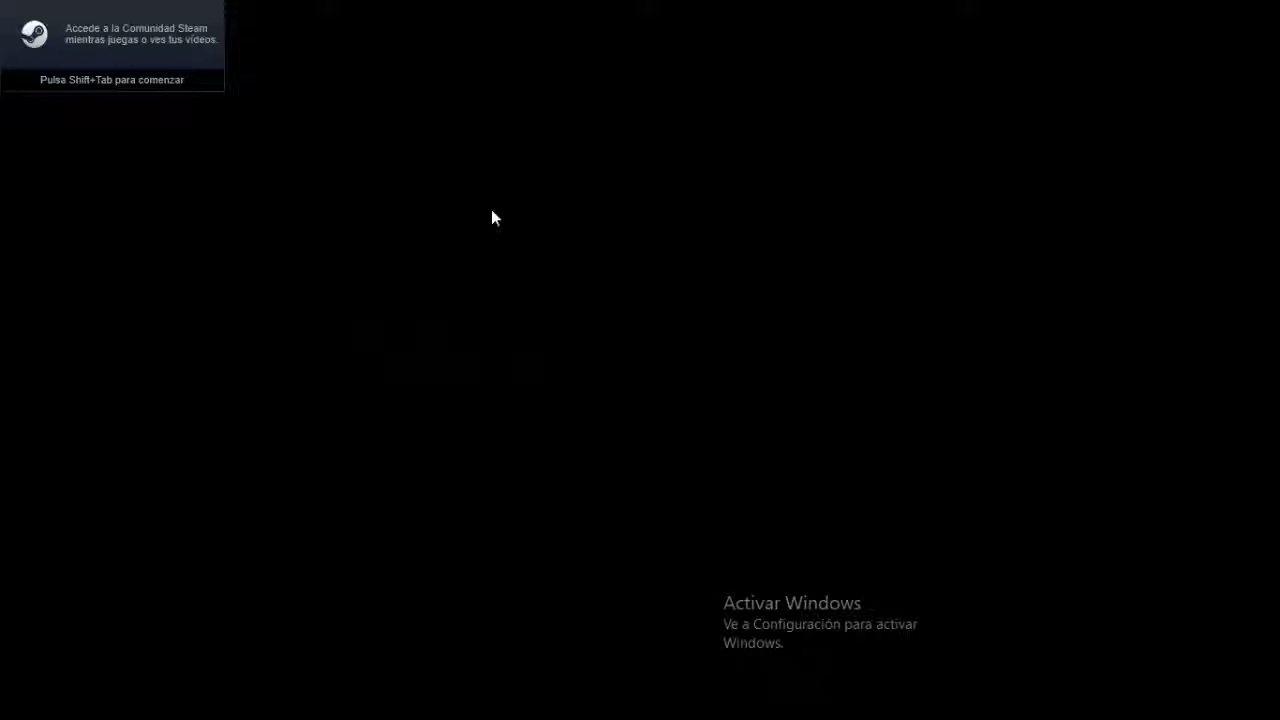 Accede a la Comunidad Steam
mientras juegas o ves tus vídeos.
Pulsa Shift+Tab para comenzar
Activar Windows
Ve a Configuración para activar
Windows.